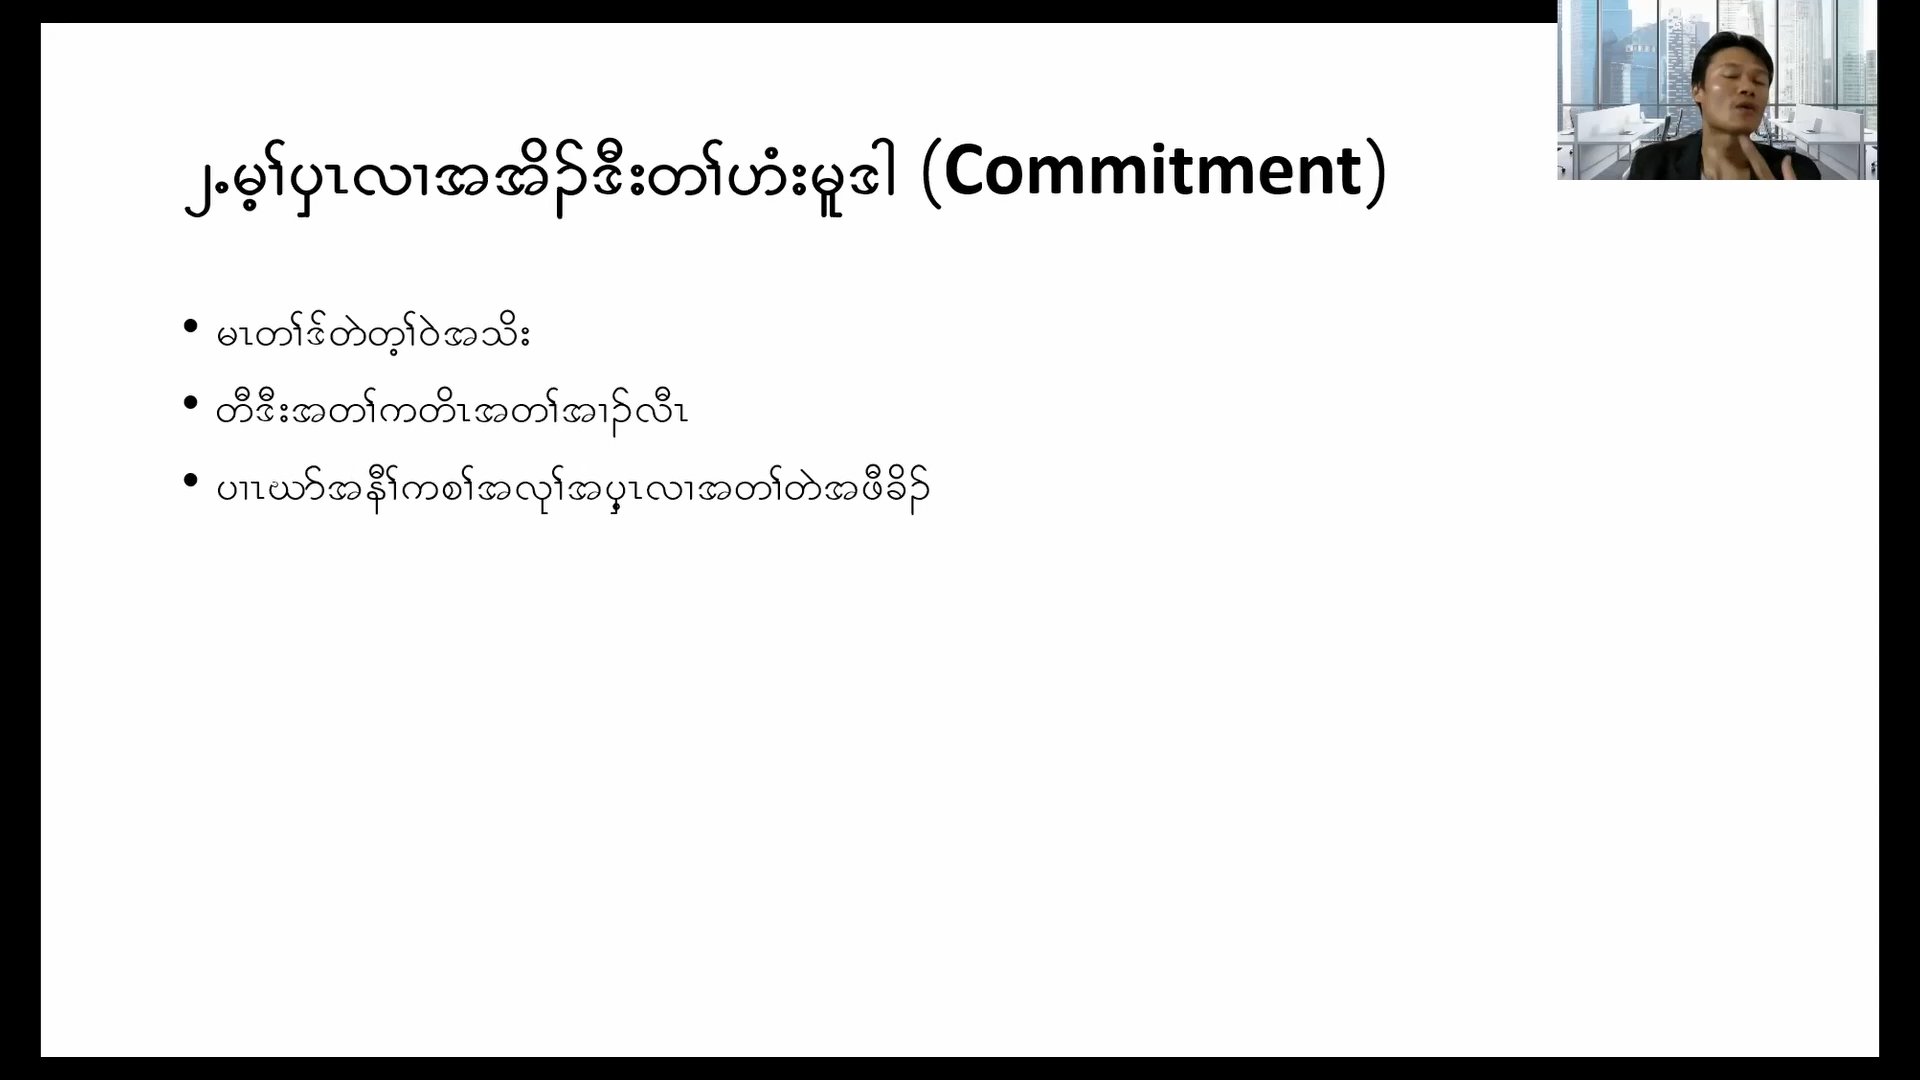 ၂.မ့ၢ်ပှၤလၢအအိၣ်ဒီးတၢ်ဟံးမူဒါ (Commitment)
• မၤတၢ်ဒ်တဲတ့ၢ်ဝဲအသိး
• တီဒီးအတၢ်ကတိၤအတၢ်အၢၣ်လီၤ
• ပၢၤဃာ်အနီၢ်ကစၢ်အလုၢ်အပှ့ၤလၢအတၢ်တဲအဖီခိၣ်